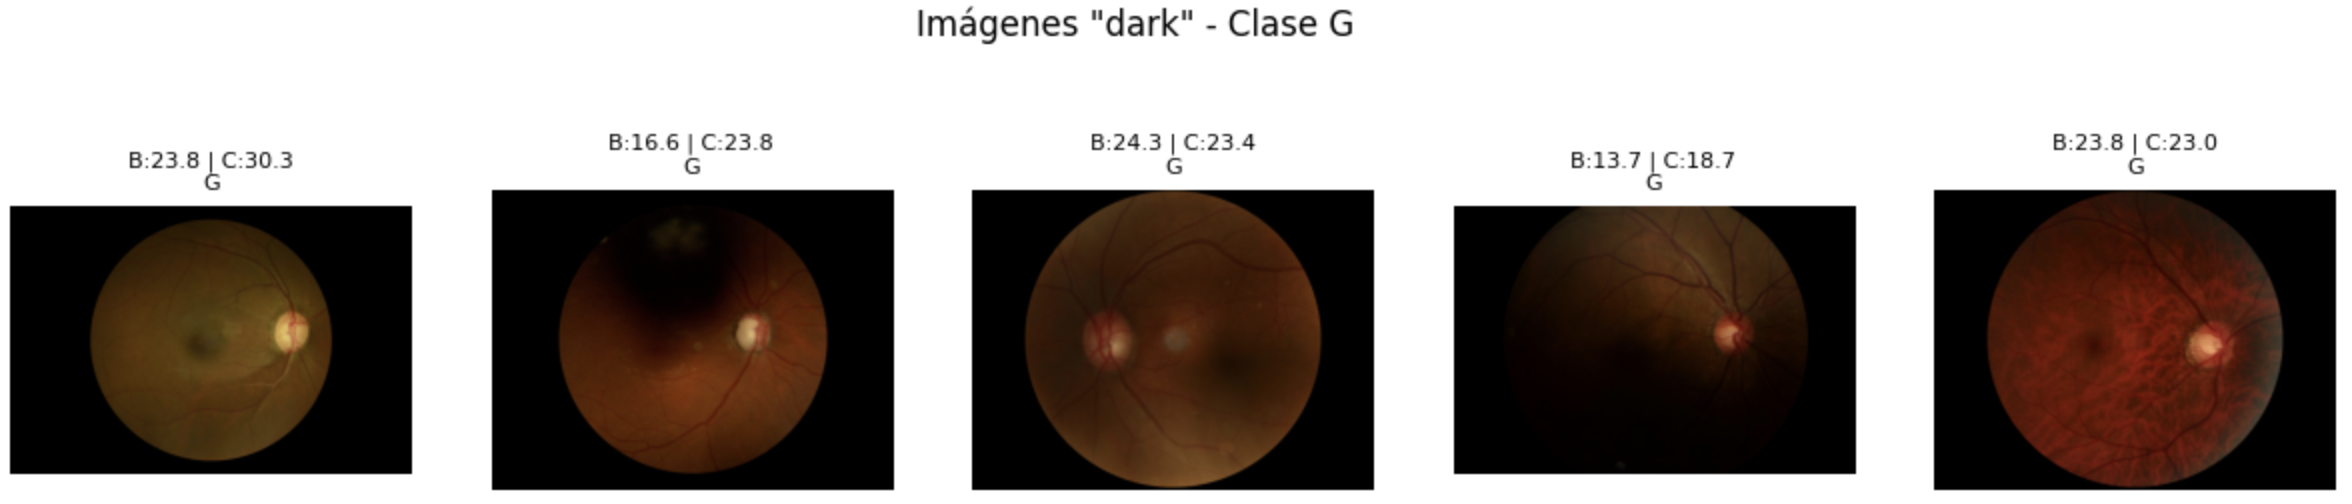 Imágenes "dark" - Clase G
B:23.8 | C:30.3
G
B:16.6 | C:23.8
G
B:24.3 | C:23.4
G
B:13.7 | C:18.7
G
B:23.8 | C:23.0
G